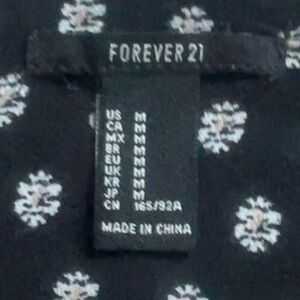 FOREVER 21
US M
CA M
MX M
BR M
EU M
UK M
KR M
JP M
CN 165/92A
MADE IN CHINA